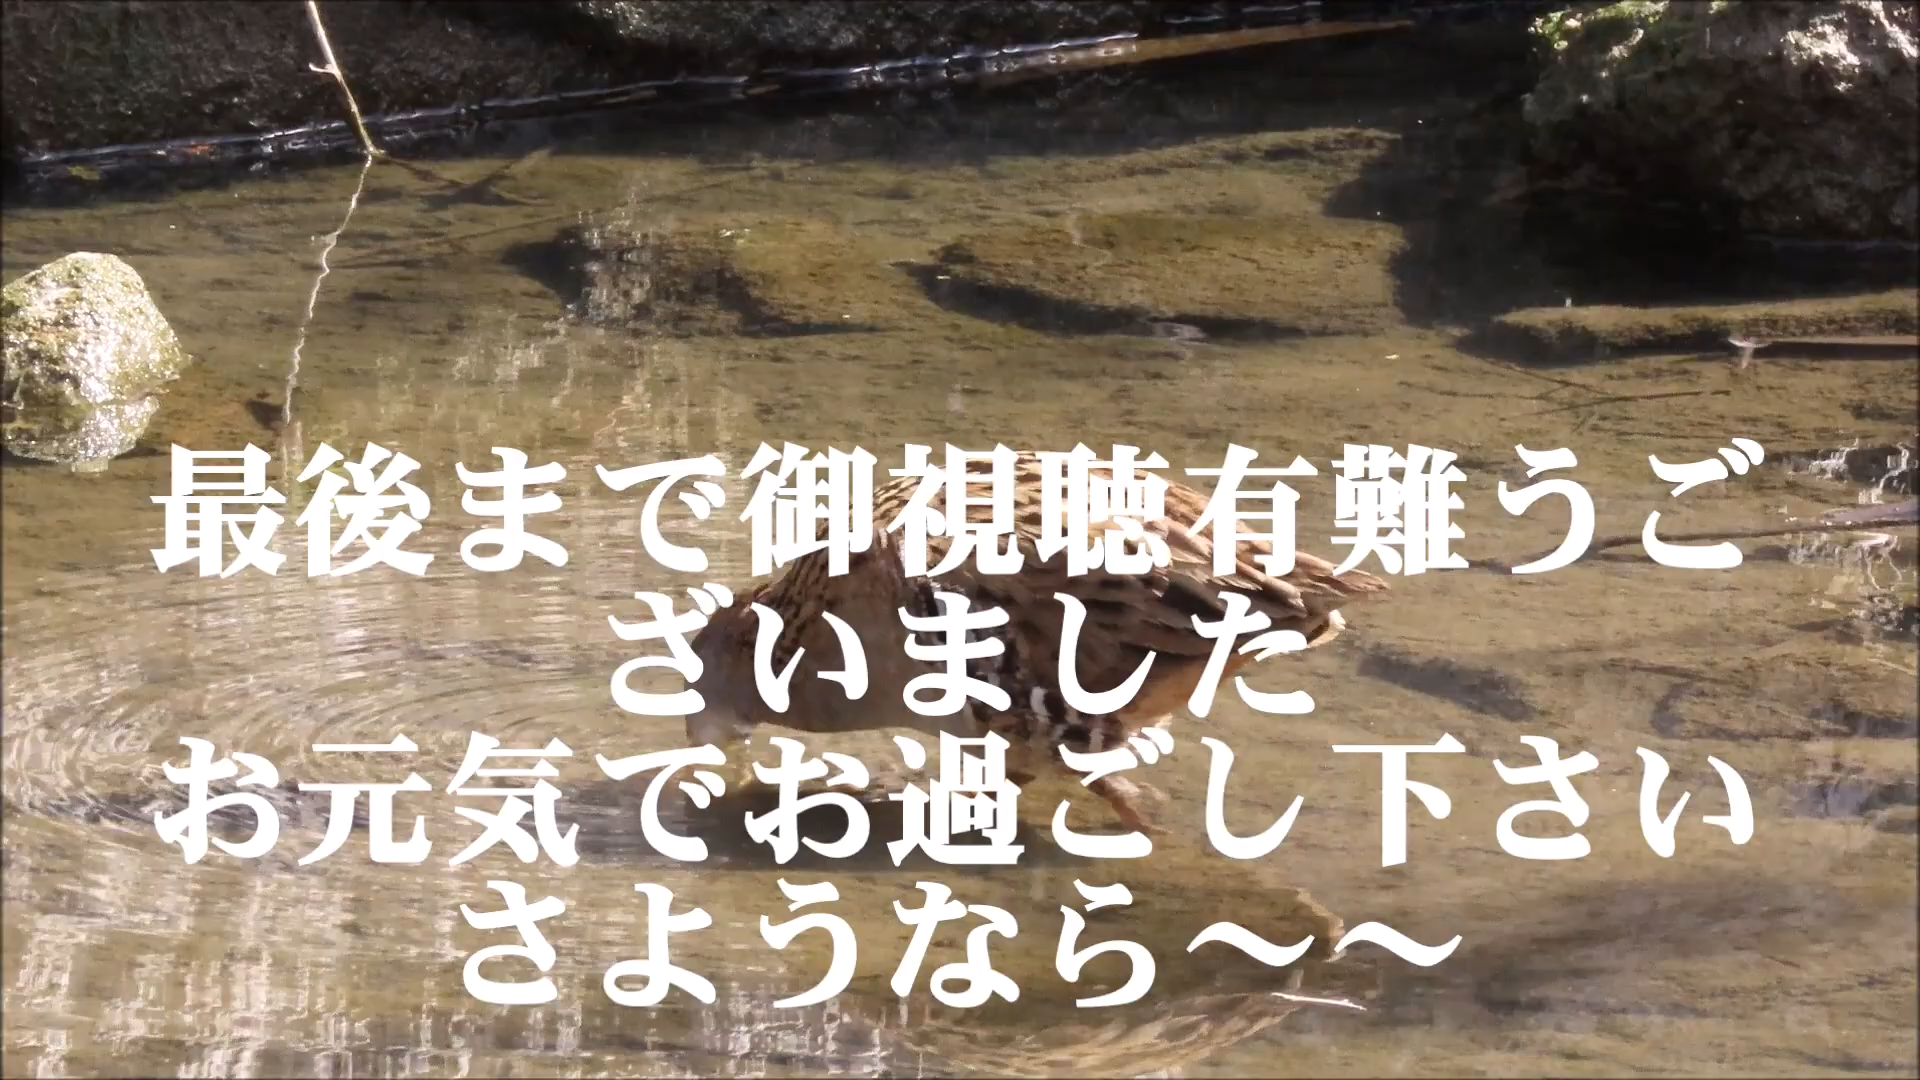 最後まで御視聴有難うご
ざいました
お元気でお過ごし下さい
さようなら～～